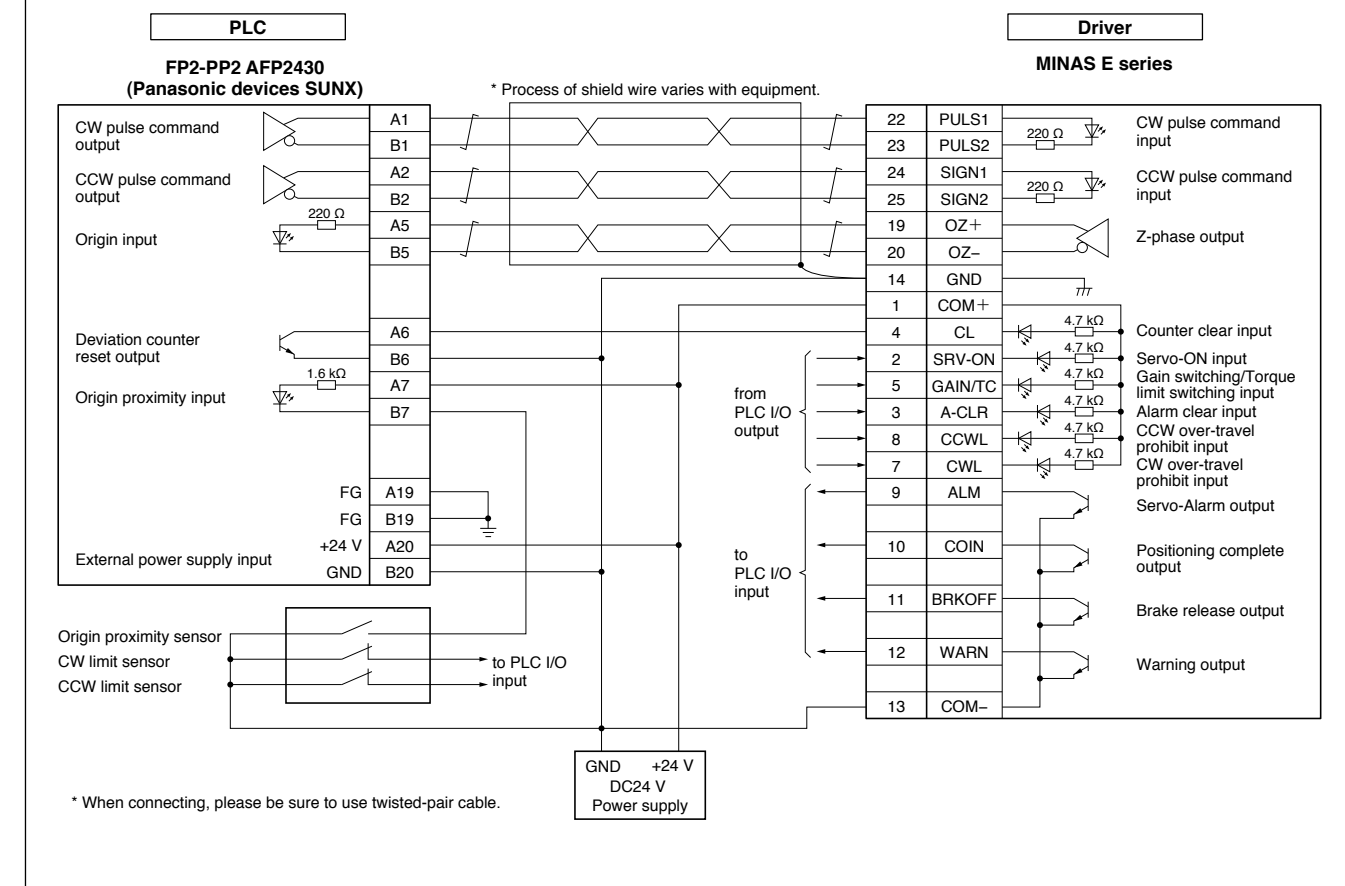 PLC
Driver
FP2-PP2 AFP2430
(Panasonic devices SUNX)
MINAS E series
* Process of shield wire varies with equipment.
CW pulse command
output
A1
B1
22 PULS1
23 PULS2
220 Ω
CW pulse command
input
CCW pulse command
output
A2
B2
24 SIGN1
25 SIGN2
220 Ω
CCW pulse command
input
Origin input
220 Ω
A5
B5
19 OZ+
20 OZ−
Z-phase output
14 GND
1 COM+
Deviation counter
reset output
A6
B6
4 CL
4.7 kΩ
Counter clear input
2 SRV-ON
4.7 kΩ
Servo-ON input
Origin proximity input
1.6 kΩ
A7
B7
from
PLC I/O
output
5 GAIN/TC
4.7 kΩ
Gain switching/Torque
limit switching input
3 A-CLR
4.7 kΩ
Alarm clear input
8 CCWL
4.7 kΩ
CCW over-travel
prohibit input
7 CWL
4.7 kΩ
CW over-travel
prohibit input
FG A19
FG B19
External power supply input
+24 V A20
GND B20
to
PLC I/O
input
9 ALM
Servo-Alarm output
10 COIN
Positioning complete
output
11 BRKOFF
Brake release output
12 WARN
Warning output
13 COM−
Origin proximity sensor
CW limit sensor
CCW limit sensor
to PLC I/O
input
GND +24 V
DC24 V
Power supply
* When connecting, please be sure to use twisted-pair cable.